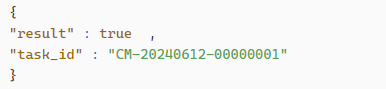 {
"result" : true  ,
"task_id" : "CM-20240612-00000001"
}